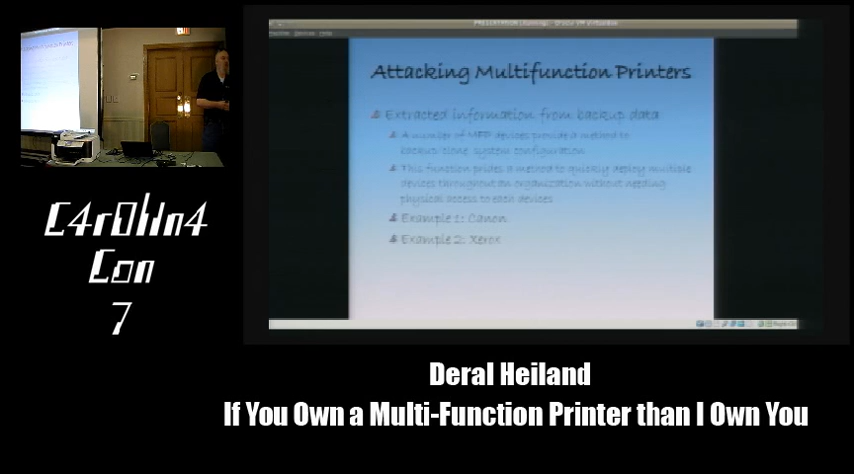 Attacking Multifunction Printers
Extracted information from backup data
A number of MFP devices provide a method to
backup/clone system configuration
This function prides a method to quickly deploy multiple
devices throughout an organization without needing
physical access to each devices
Example 1: Canon
Example 2: Xerox
C4r0l1n4
Con
7
Deral Heiland
If You Own a Multi-Function Printer than I Own You